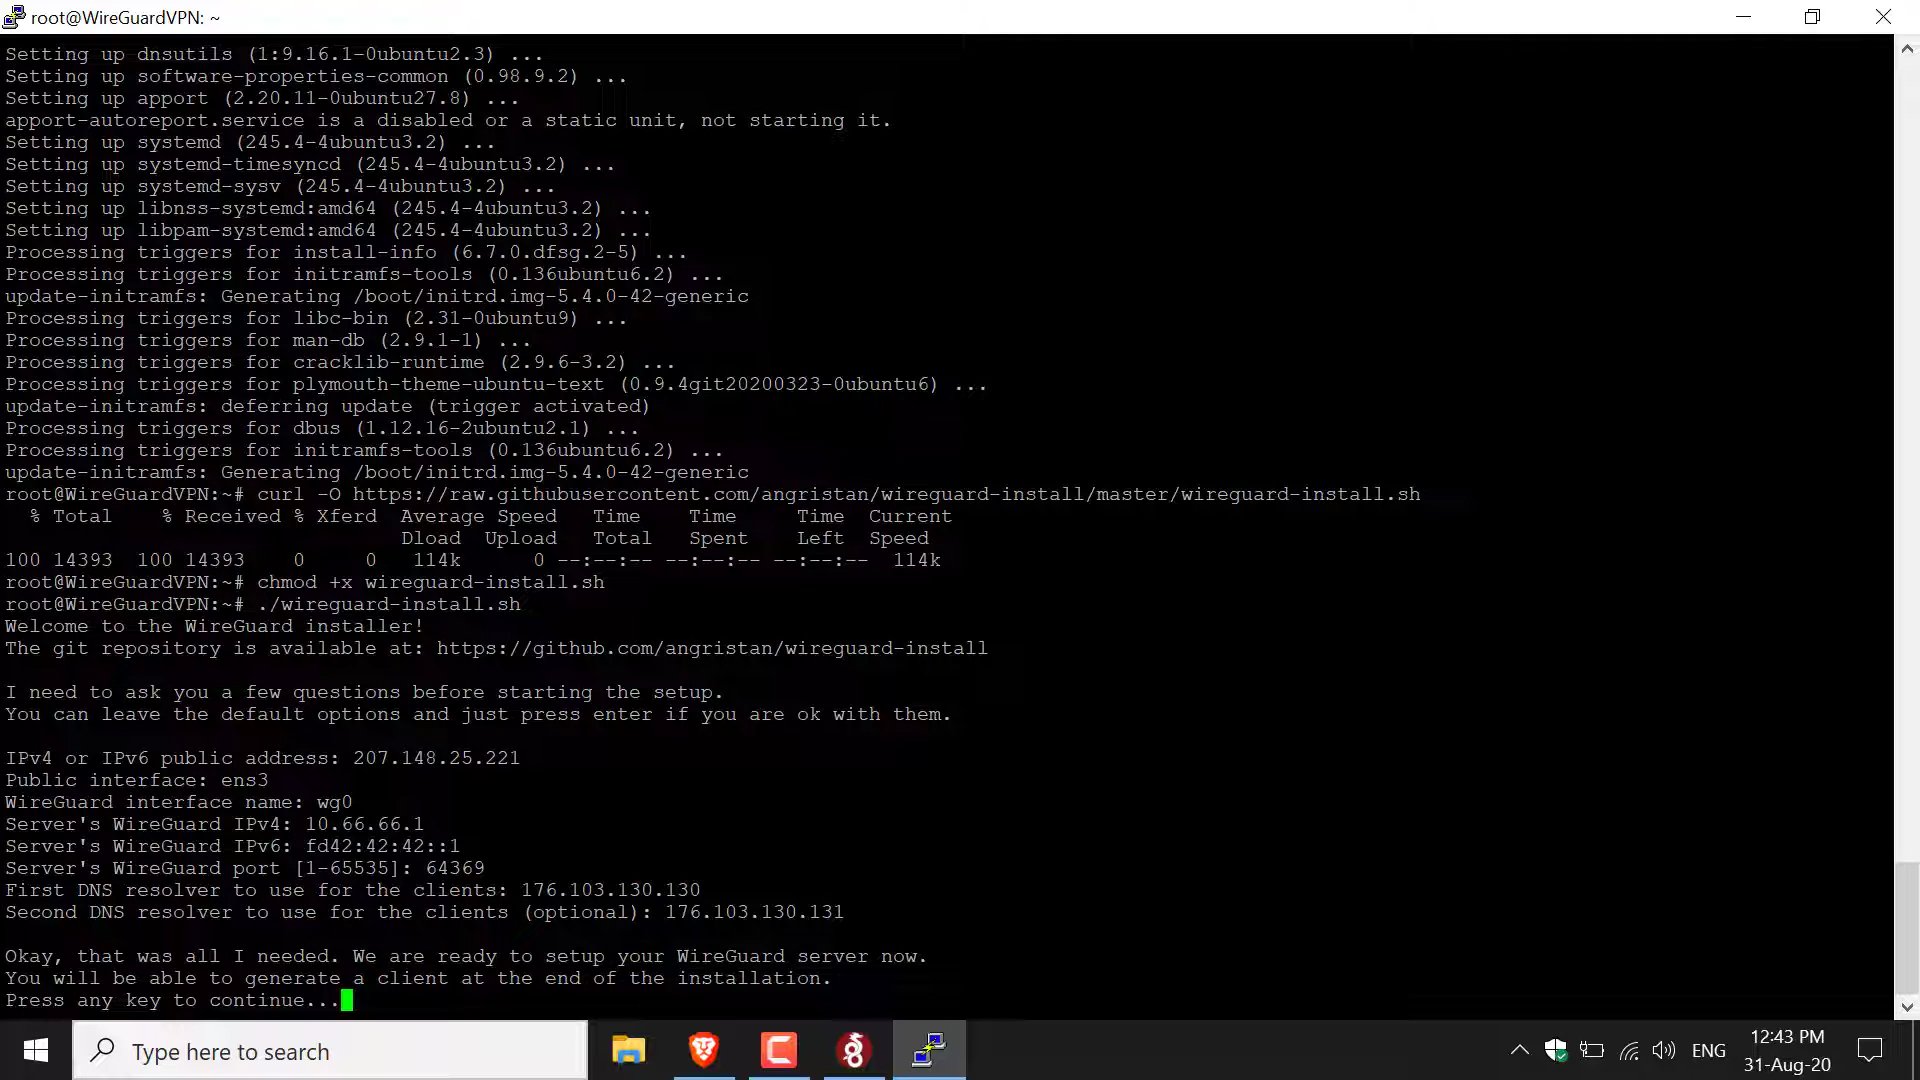 root@WireGuardVPN: ~
Setting up dnsutils (1:9.16.1-0ubuntu2.3) ...
Setting up software-properties-common (0.98.9.2) ...
Setting up apport (2.20.11-0ubuntu27.8) ...
apport-autoreport.service is a disabled or a static unit, not starting it.
Setting up systemd (245.4-4ubuntu3.2) ...
Setting up systemd-timesyncd (245.4-4ubuntu3.2) ...
Setting up systemd-sysv (245.4-4ubuntu3.2) ...
Setting up libnss-systemd:amd64 (245.4-4ubuntu3.2) ...
Setting up libpam-systemd:amd64 (245.4-4ubuntu3.2) ...
Processing triggers for install-info (6.7.0.dfsg.2-5) ...
Processing triggers for initramfs-tools (0.136ubuntu6.2) ...
update-initramfs: Generating /boot/initrd.img-5.4.0-42-generic
Processing triggers for libc-bin (2.31-0ubuntu9) ...
Processing triggers for man-db (2.9.1-1) ...
Processing triggers for cracklib-runtime (2.9.6-3.2) ...
Processing triggers for plymouth-theme-ubuntu-text (0.9.4git20200323-0ubuntu6) ...
update-initramfs: deferring update (trigger activated)
Processing triggers for dbus (1.12.16-2ubuntu2.1) ...
Processing triggers for initramfs-tools (0.136ubuntu6.2) ...
update-initramfs: Generating /boot/initrd.img-5.4.0-42-generic
root@WireGuardVPN:~# curl -O https://raw.githubusercontent.com/angristan/wireguard-install/master/wireguard-install.sh
% Total % Received % Xferd Average Speed Time Time Time Current
Dload Upload Total Spent Left Speed
100 14393 100 14393 0 0 114k 0 --:--:-- --:--:-- --:--:-- 114k
root@WireGuardVPN:~# chmod +x wireguard-install.sh
root@WireGuardVPN:~# ./wireguard-install.sh
Welcome to the WireGuard installer!
The git repository is available at: https://github.com/angristan/wireguard-install
I need to ask you a few questions before starting the setup.
You can leave the default options and just press enter if you are ok with them.
IPv4 or IPv6 public address: 207.148.25.221
Public interface: ens3
WireGuard interface name: wg0
Server's WireGuard IPv4: 10.66.66.1
Server's WireGuard IPv6: fd42:42:42::1
Server's WireGuard port [1-65535]: 64369
First DNS resolver to use for the clients: 176.103.130.130
Second DNS resolver to use for the clients (optional): 176.103.130.131
Okay, that was all I needed. We are ready to setup your WireGuard server now.
You will be able to generate a client at the end of the installation.
Press any key to continue...
Type here to search
ENG
12:43 PM
31-Aug-20